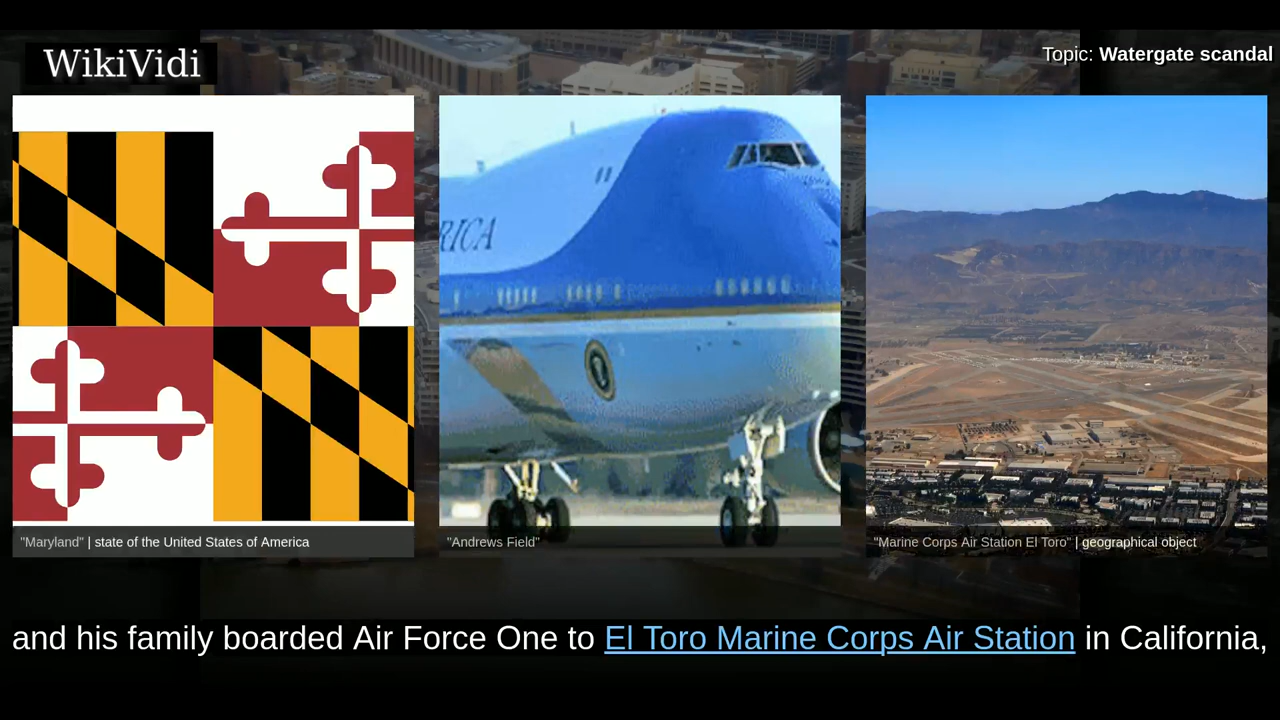 WikiVidi
Topic: Watergate scandal
RICA
"Maryland" | state of the United States of America
"Andrews Field"
"Marine Corps Air Station El Toro" | geographical object
and his family boarded Air Force One to El Toro Marine Corps Air Station in California,